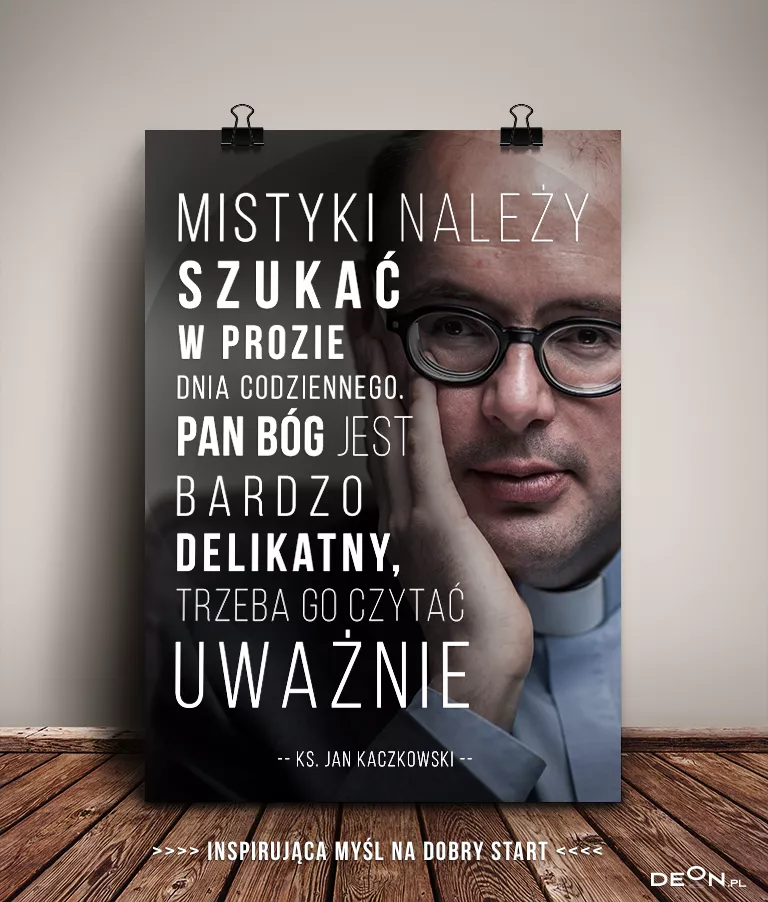 MISTYKI NALEŻY
SZUKAĆ
W PROZIE
DNIA CODZIENNEGO.
PAN BÓG JEST
BARDZO
DELIKATNY,
TRZEBA GO CZYTAĆ
UWAŻNIE
-- KS. JAN KACZKOWSKI --
>>>> INSPIRUJĄCA MYŚL NA DOBRY START <<<<
DEON.PL